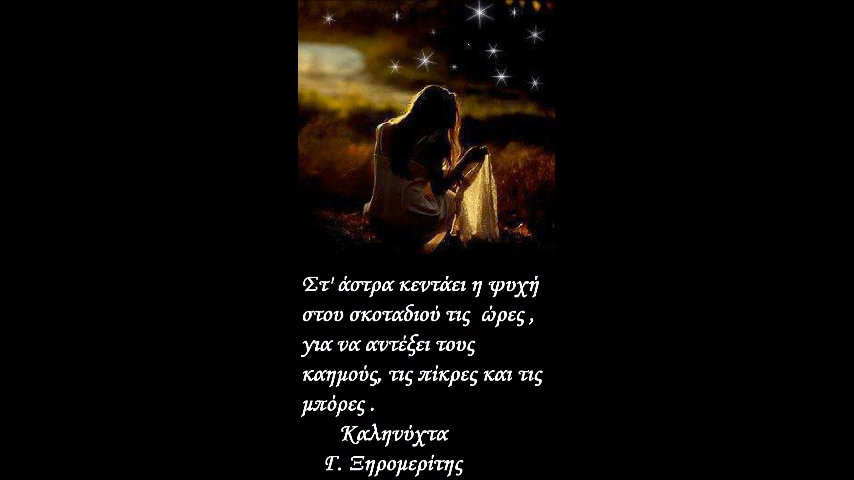 Στ' άστρα κεντάει η ψυχή
στου σκοταδιού τις ώρες ,
για να αντέξει τους
καημούς, τις πίκρες και τις
μπόρες .
Καληνύχτα
Γ. Ξηρομερίτης